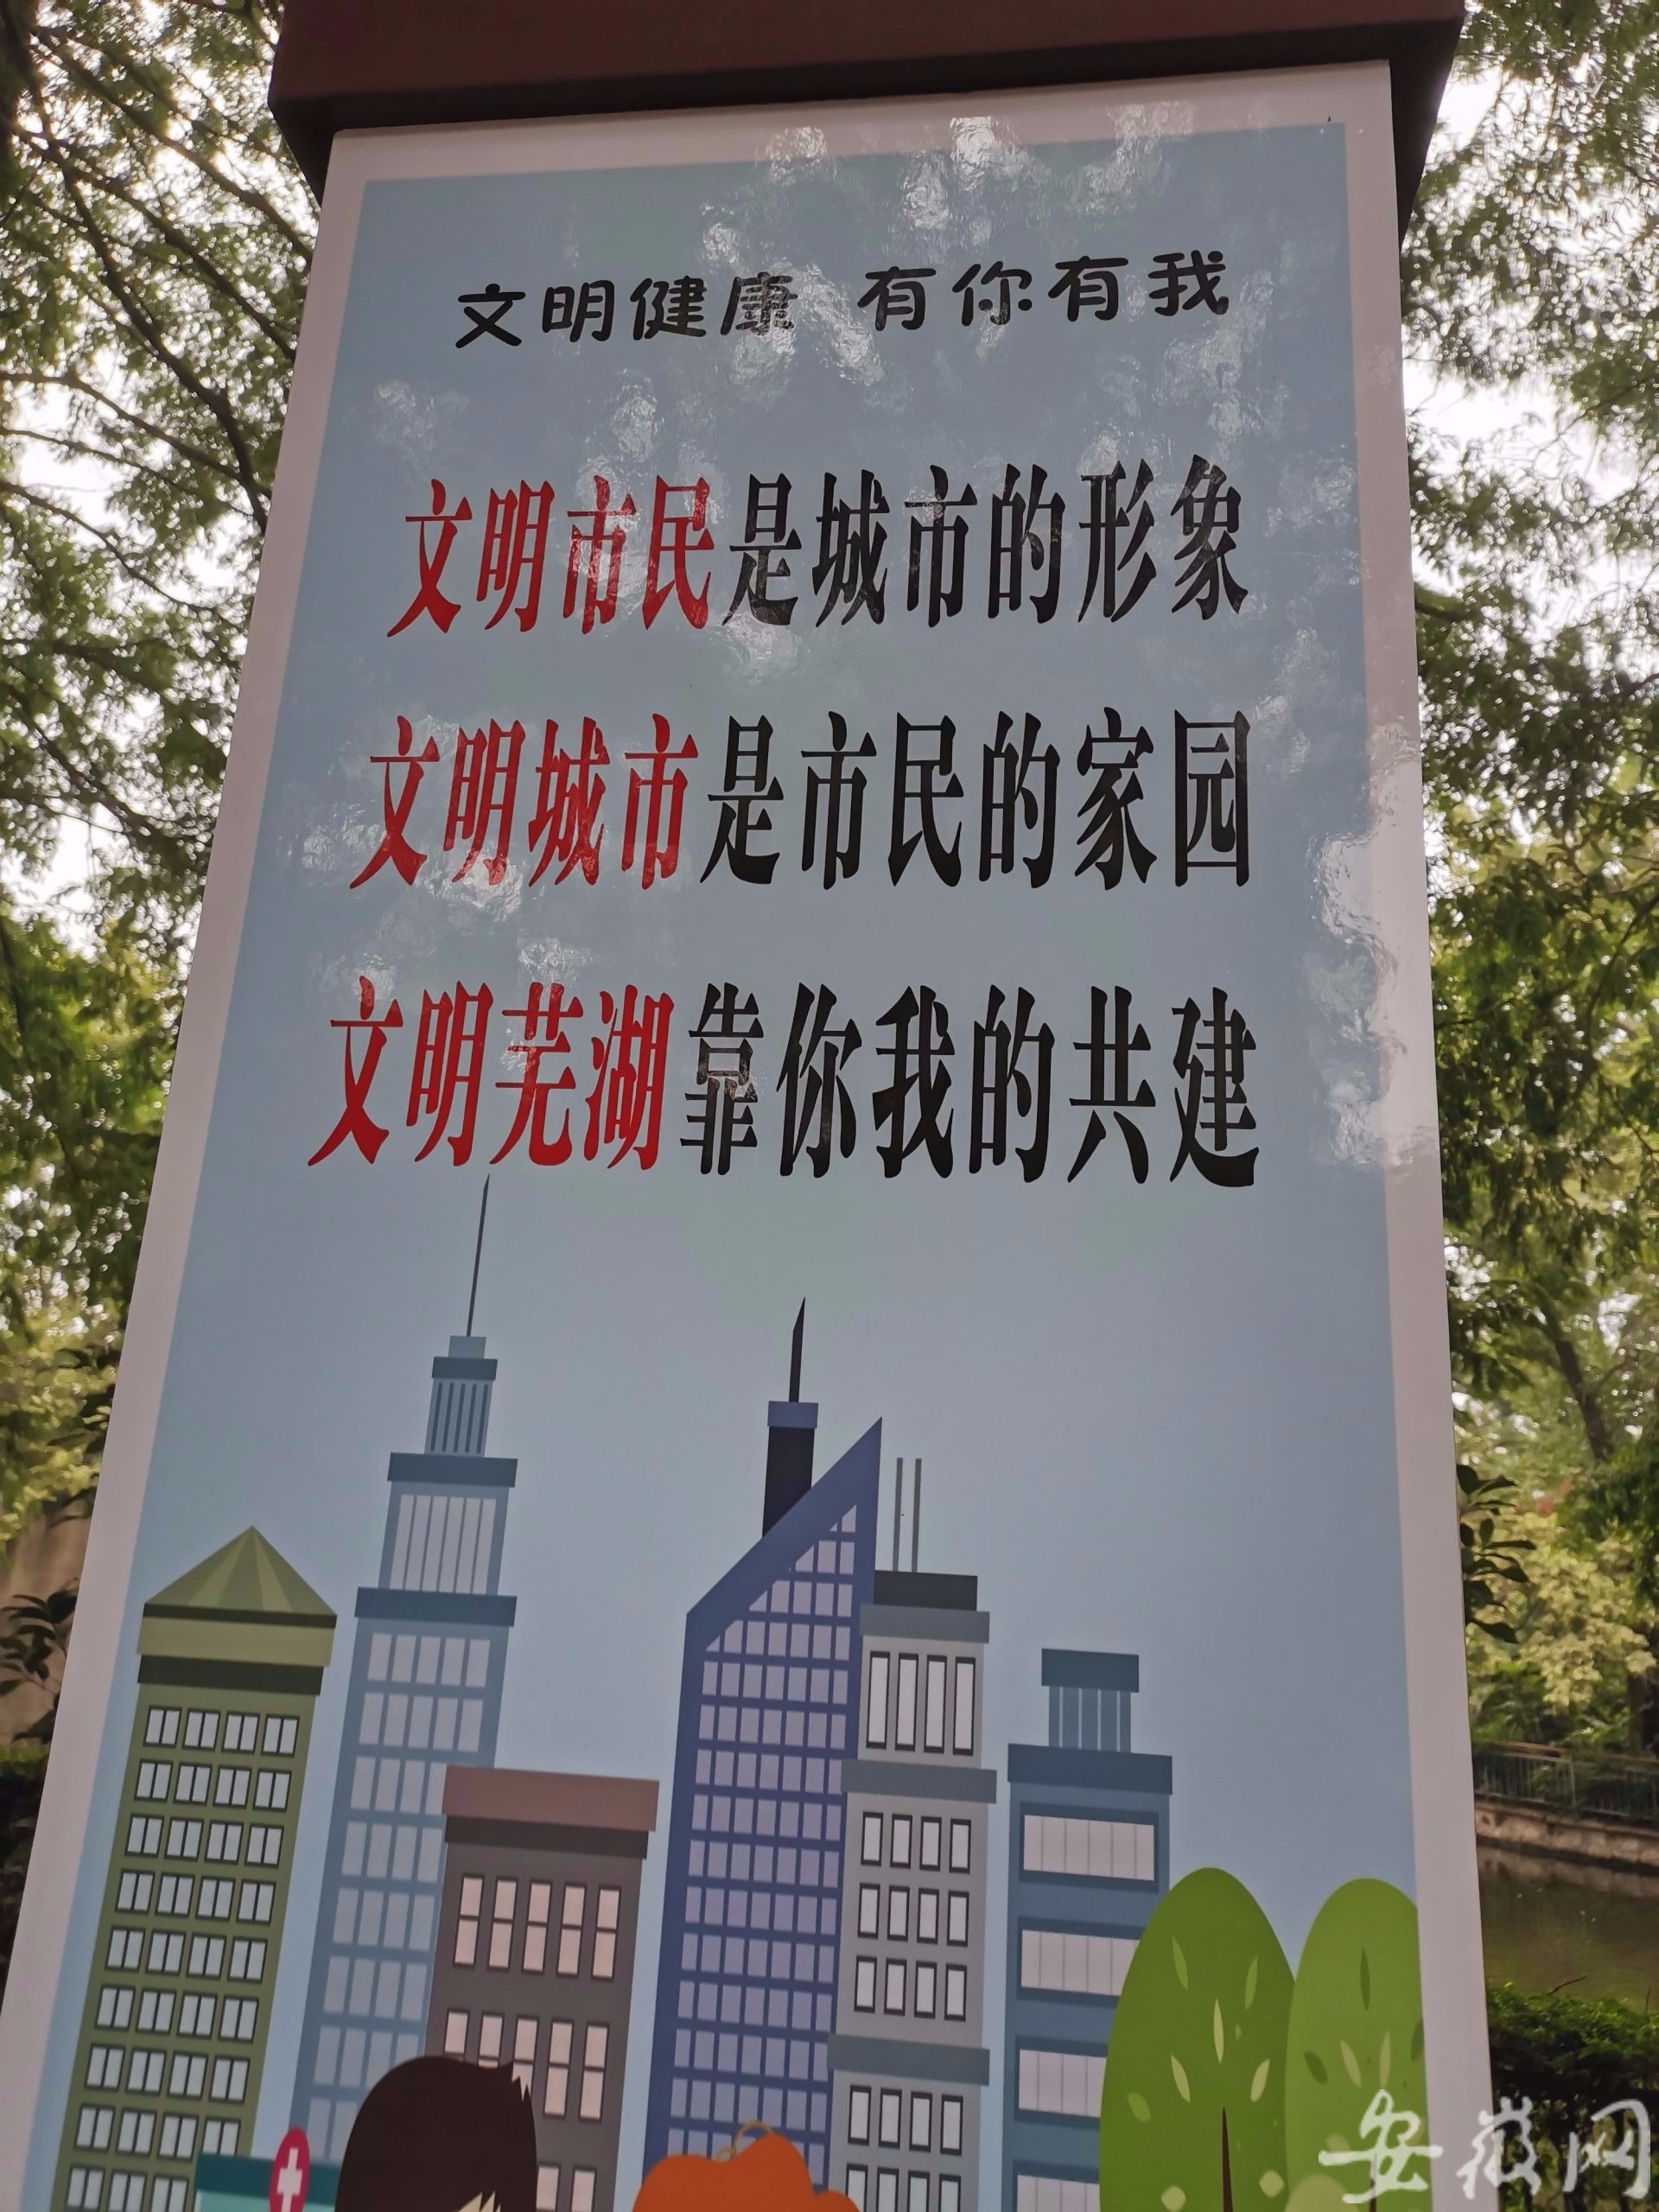 文明健康 有你有我
文明市民是城市的形象
文明城市是市民的家园
文明芜湖靠你我的共建
安徽网